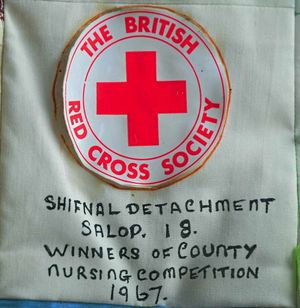 THE BRITISH
RED CROSS SOCIETY
SHIFNAL DETACHMENT
SALOP. 18.
WINNERS OF COUNTY
NURSING COMPETITION
1967.